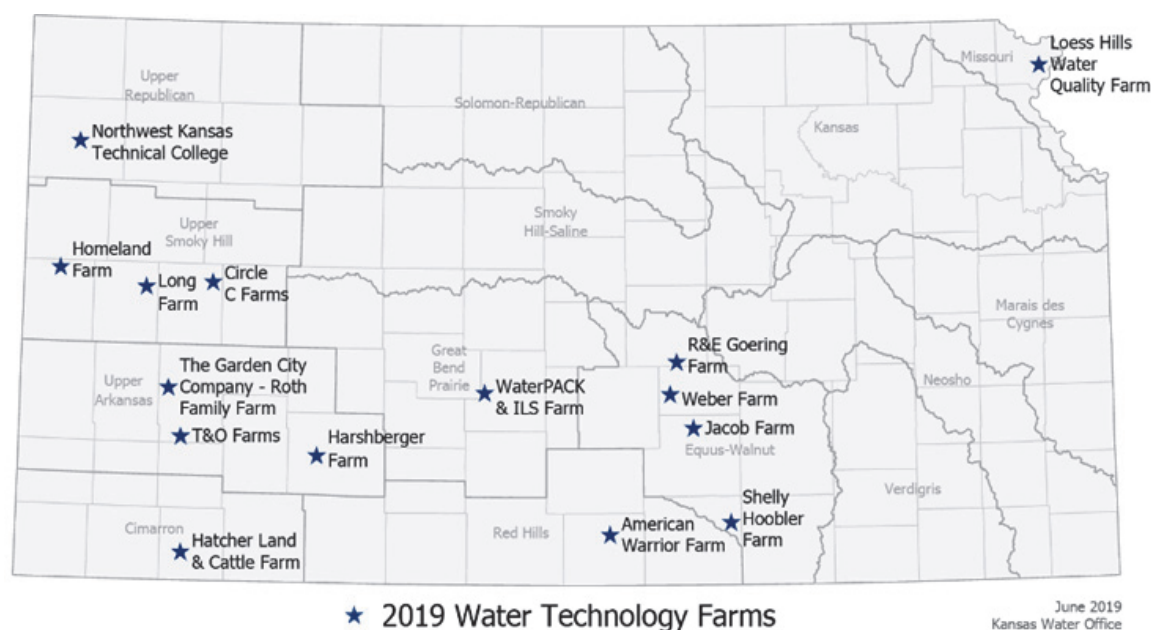 Loess Hills
Water
Quality Farm
Missouri
Upper
Republican
Solomon-Republican
Kansas
Northwest Kansas
Technical College
Upper
Smoky Hill
Smoky
Hill-Saline
Homeland
Farm
Long
Farm
Circle
C Farms
Marais des
Cygnes
R&E Goering
Farm
Great
Bend
Prairie
The Garden City
Company - Roth
Family Farm
Upper
Arkansas
WaterPACK
& ILS Farm
Neosho
Weber Farm
Jacob Farm
T&O Farms
Harshberger
Farm
Equus-Walnut
Verdigris
Shelly
Hoobler
Farm
Cimarron
Hatcher Land
& Cattle Farm
Red Hills
American
Warrior Farm
2019 Water Technology Farms
June 2019
Kansas Water Office